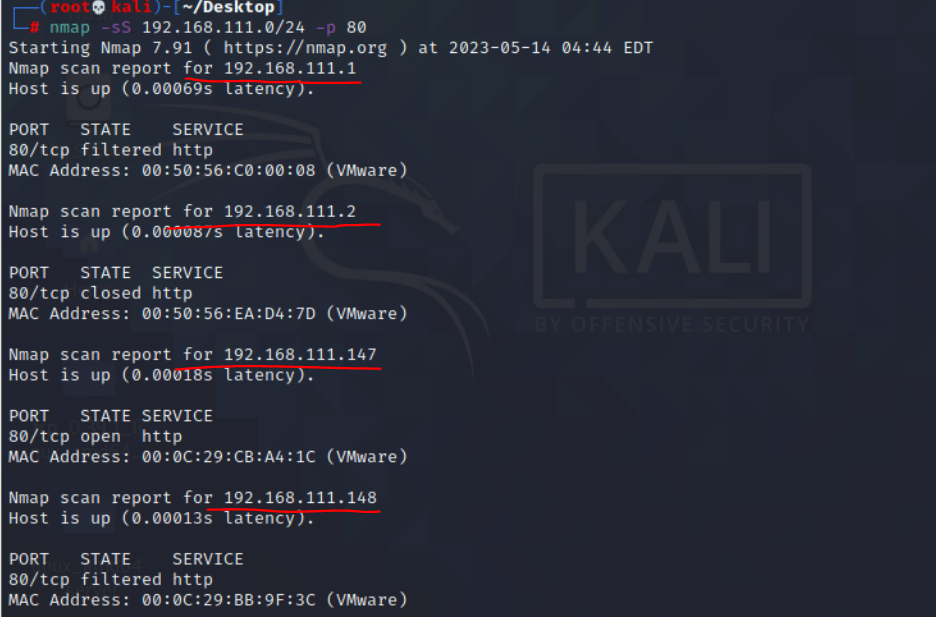 (root💀kali)-[~/Desktop]
# nmap -sS 192.168.111.0/24 -p 80
Starting Nmap 7.91 ( https://nmap.org ) at 2023-05-14 04:44 EDT
Nmap scan report for 192.168.111.1
Host is up (0.00069s latency).
PORT   STATE    SERVICE
80/tcp filtered http
MAC Address: 00:50:56:C0:00:08 (VMware)
Nmap scan report for 192.168.111.2
Host is up (0.000087s latency).
PORT   STATE  SERVICE
80/tcp closed http
MAC Address: 00:50:56:EA:D4:7D (VMware)
Nmap scan report for 192.168.111.147
Host is up (0.00018s latency).
PORT   STATE SERVICE
80/tcp open  http
MAC Address: 00:0C:29:CB:A4:1C (VMware)
Nmap scan report for 192.168.111.148
Host is up (0.00013s latency).
PORT   STATE    SERVICE
80/tcp filtered http
MAC Address: 00:0C:29:BB:9F:3C (VMware)
KALI
BY OFFENSIVE SECURITY